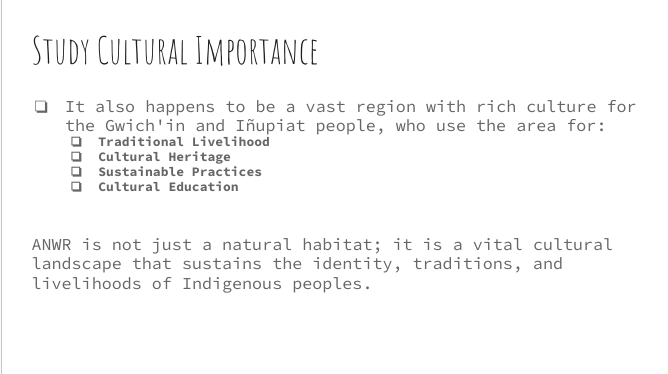 Study Cultural Importance
❏ It also happens to be a vast region with rich culture for
the Gwich'in and Iñupiat people, who use the area for:
❏ Traditional Livelihood
❏ Cultural Heritage
❏ Sustainable Practices
❏ Cultural Education
ANWR is not just a natural habitat; it is a vital cultural
landscape that sustains the identity, traditions, and
livelihoods of Indigenous peoples.